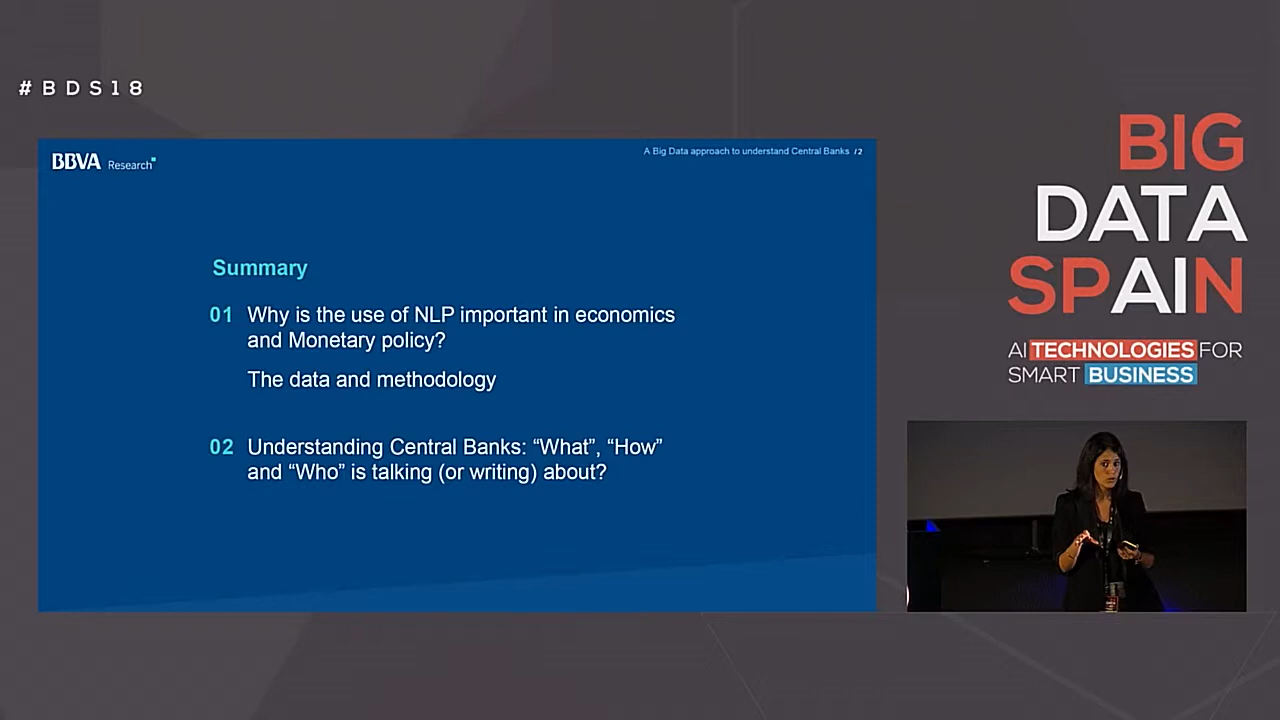 #BDS18
BBVA Research
A Big Data approach to understand Central Banks / 2
Summary
01 Why is the use of NLP important in economics
and Monetary policy?
The data and methodology
02 Understanding Central Banks: “What”, “How”
and “Who” is talking (or writing) about?
BIG
DATA
SPAIN
AI TECHNOLOGIES FOR
SMART BUSINESS